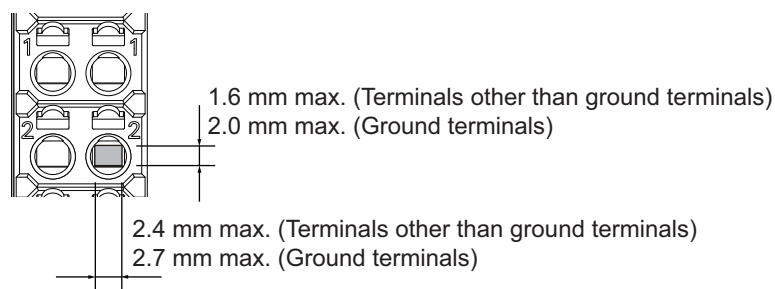 1 1
1.6 mm max. (Terminals other than ground terminals)
2.0 mm max. (Ground terminals)
2 2
2.4 mm max. (Terminals other than ground terminals)
2.7 mm max. (Ground terminals)